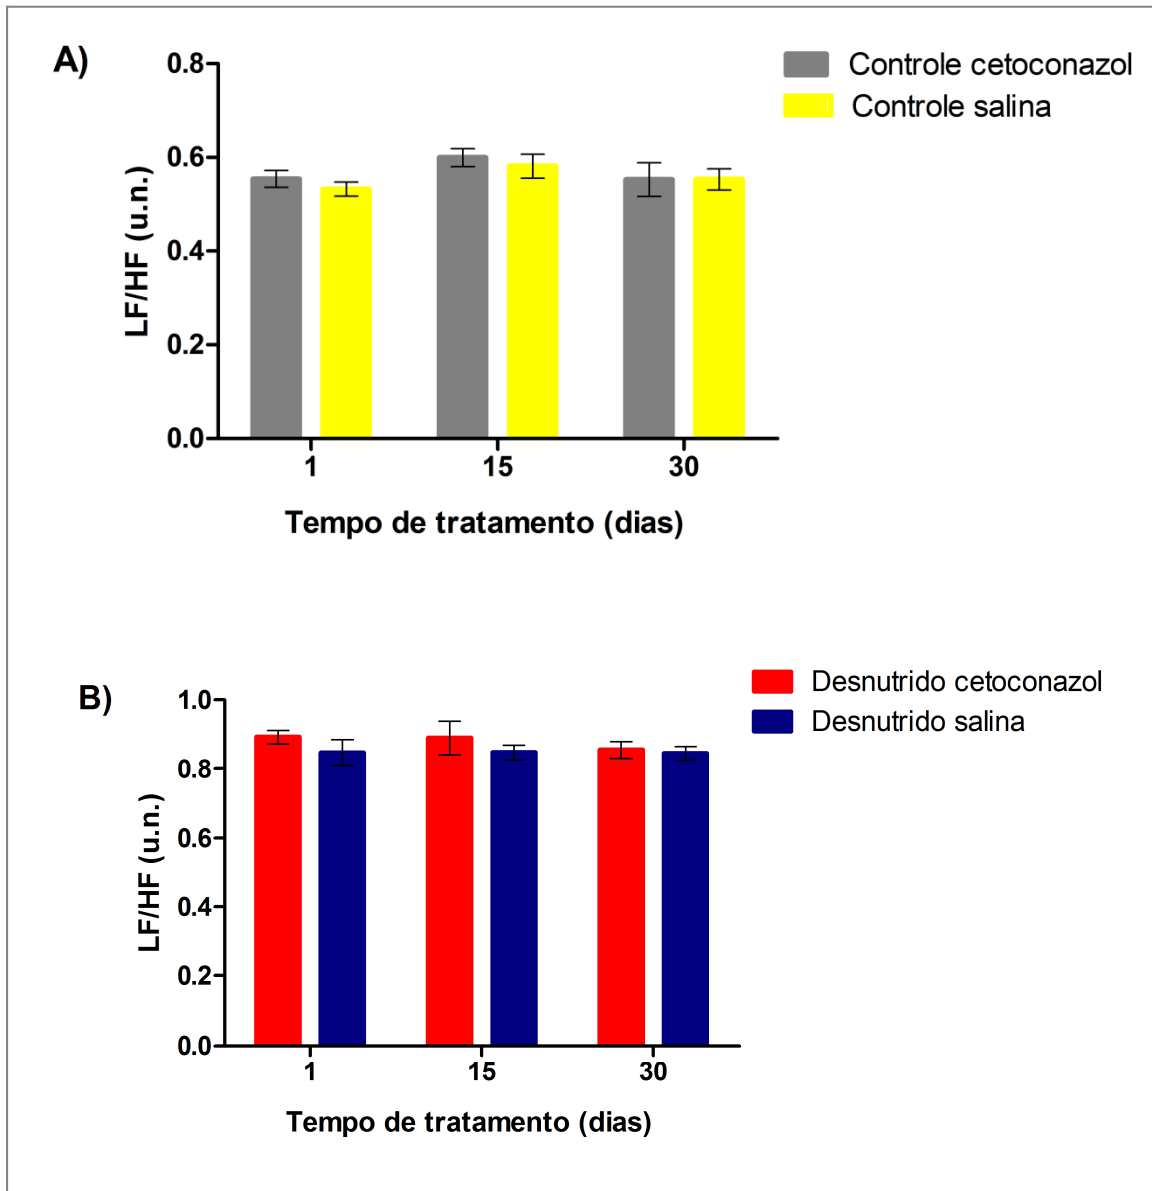 A)
Controle cetoconazol
Controle salina
LF/HF (u.n.)
0.8
0.6
0.4
0.2
0.0
1 15 30
Tempo de tratamento (dias)
B)
Desnutrido cetoconazol
Desnutrido salina
LF/HF (u.n.)
1.0
0.8
0.6
0.4
0.2
0.0
1 15 30
Tempo de tratamento (dias)